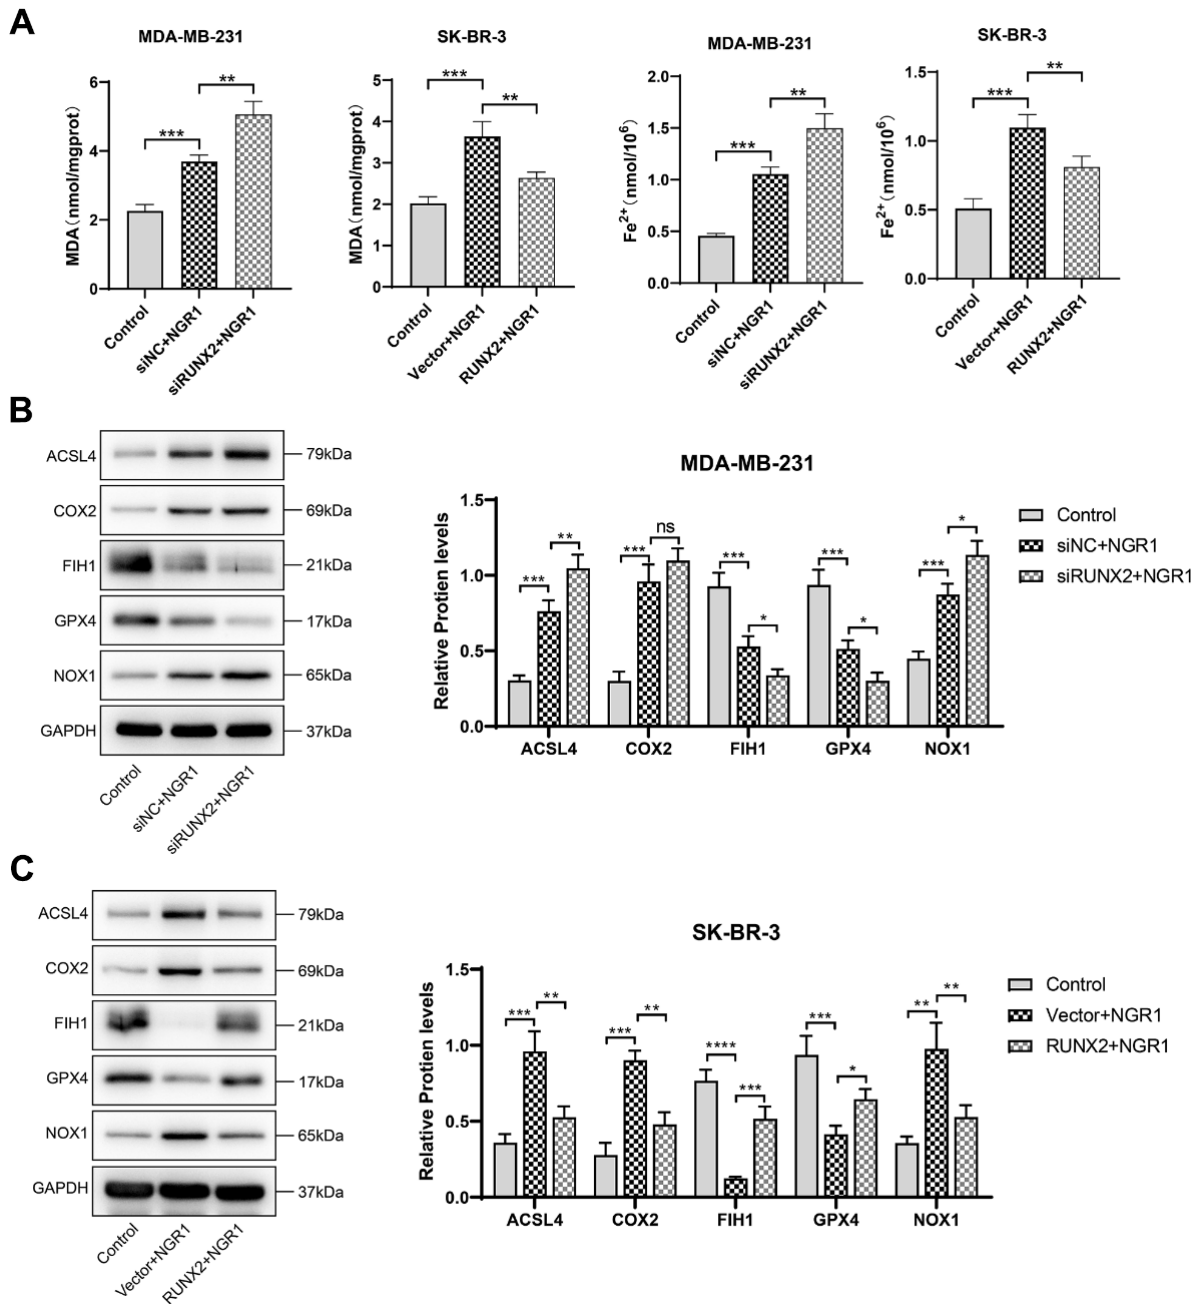 A
MDA-MB-231
SK-BR-3
MDA-MB-231
SK-BR-3
MDA(nmol/mgprot)
6
4
2
0
***
**
Control
siNC+NGR1
siRUNX2+NGR1
MDA(nmol/mgprot)
5
4
3
2
1
0
***
**
Control
Vector+NGR1
RUNX2+NGR1
Fe2+(nmol/10^6)
2.0
1.5
1.0
0.5
0.0
***
**
Control
siNC+NGR1
siRUNX2+NGR1
Fe2+(nmol/10^6)
1.5
1.0
0.5
0.0
***
**
Control
Vector+NGR1
RUNX2+NGR1
B
ACSL4 79kDa
COX2 69kDa
FIH1 21kDa
GPX4 17kDa
NOX1 65kDa
GAPDH 37kDa
Control
siNC+NGR1
siRUNX2+NGR1
MDA-MB-231
Relative Protien levels
1.5
1.0
0.5
0.0
*** ** *** ns *** * *** * *** *
ACSL4 COX2 FIH1 GPX4 NOX1
Control
siNC+NGR1
siRUNX2+NGR1
C
ACSL4 79kDa
COX2 69kDa
FIH1 21kDa
GPX4 17kDa
NOX1 65kDa
GAPDH 37kDa
Control
Vector+NGR1
RUNX2+NGR1
SK-BR-3
Relative Protien levels
1.5
1.0
0.5
0.0
*** ** *** ** **** *** *** * ** **
ACSL4 COX2 FIH1 GPX4 NOX1
Control
Vector+NGR1
RUNX2+NGR1